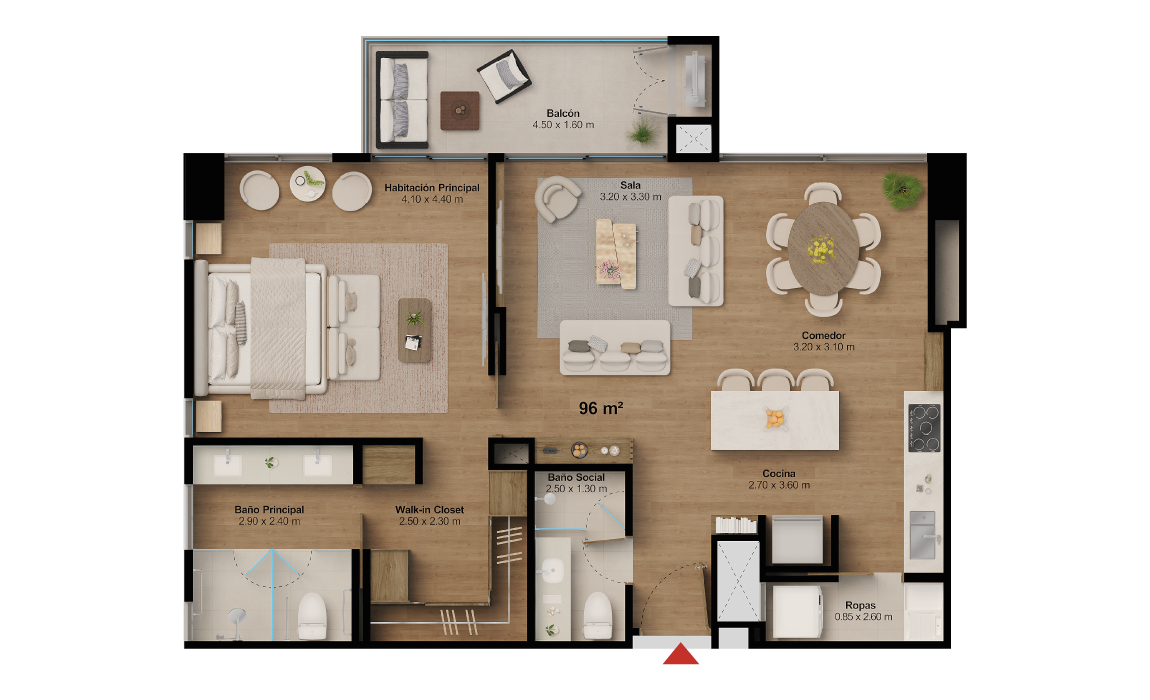 Balcón
4.50 x 1.60 m
Habitación Principal
4.10 x 4.40 m
Sala
3.20 x 3.30 m
Comedor
3.20 x 3.10 m
96 m²
Cocina
2.70 x 3.60 m
Baño Social
2.50 x 1.30 m
Baño Principal
2.90 x 2.40 m
Walk-in Closet
2.50 x 2.30 m
Ropas
0.85 x 2.60 m